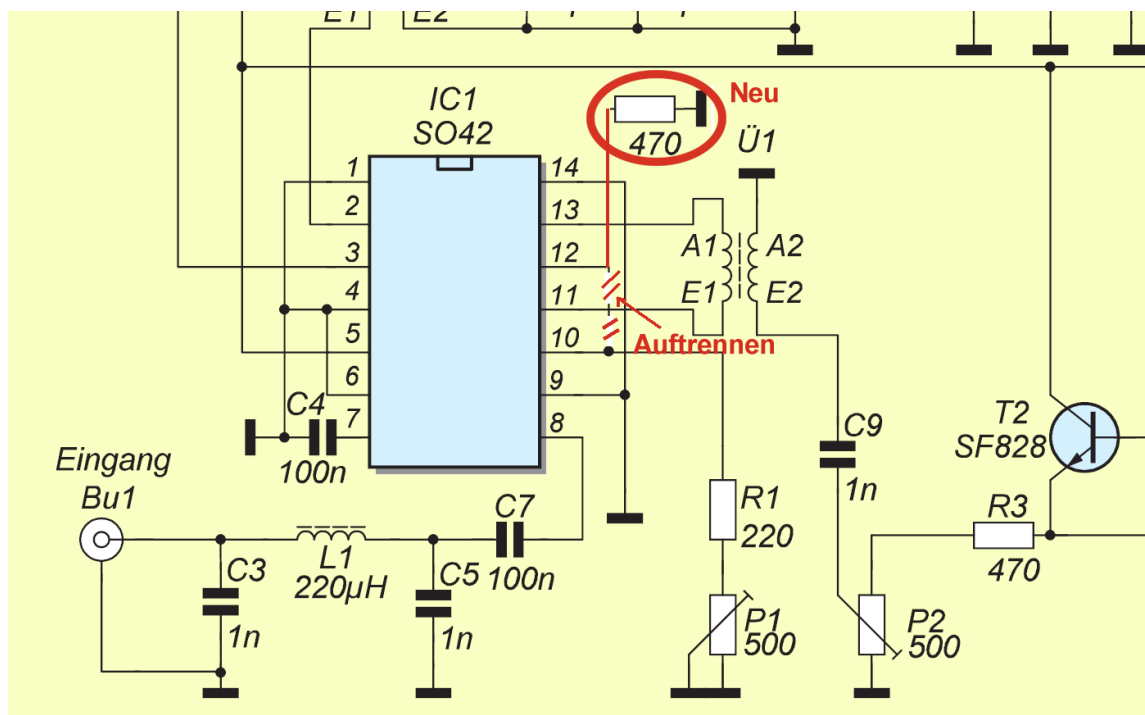 E1 E2
Neu
IC1
SO42
470
Ü1
1
2
3
4
5
6
7
14
13
12
11
10
9
8
A1
A2
E1
E2
Auftrennen
C4
100n
Eingang
Bu1
C7
100n
C3
1n
L1
220µH
C5
1n
R1
220
C9
1n
T2
SF828
R3
470
P1
500
P2
500